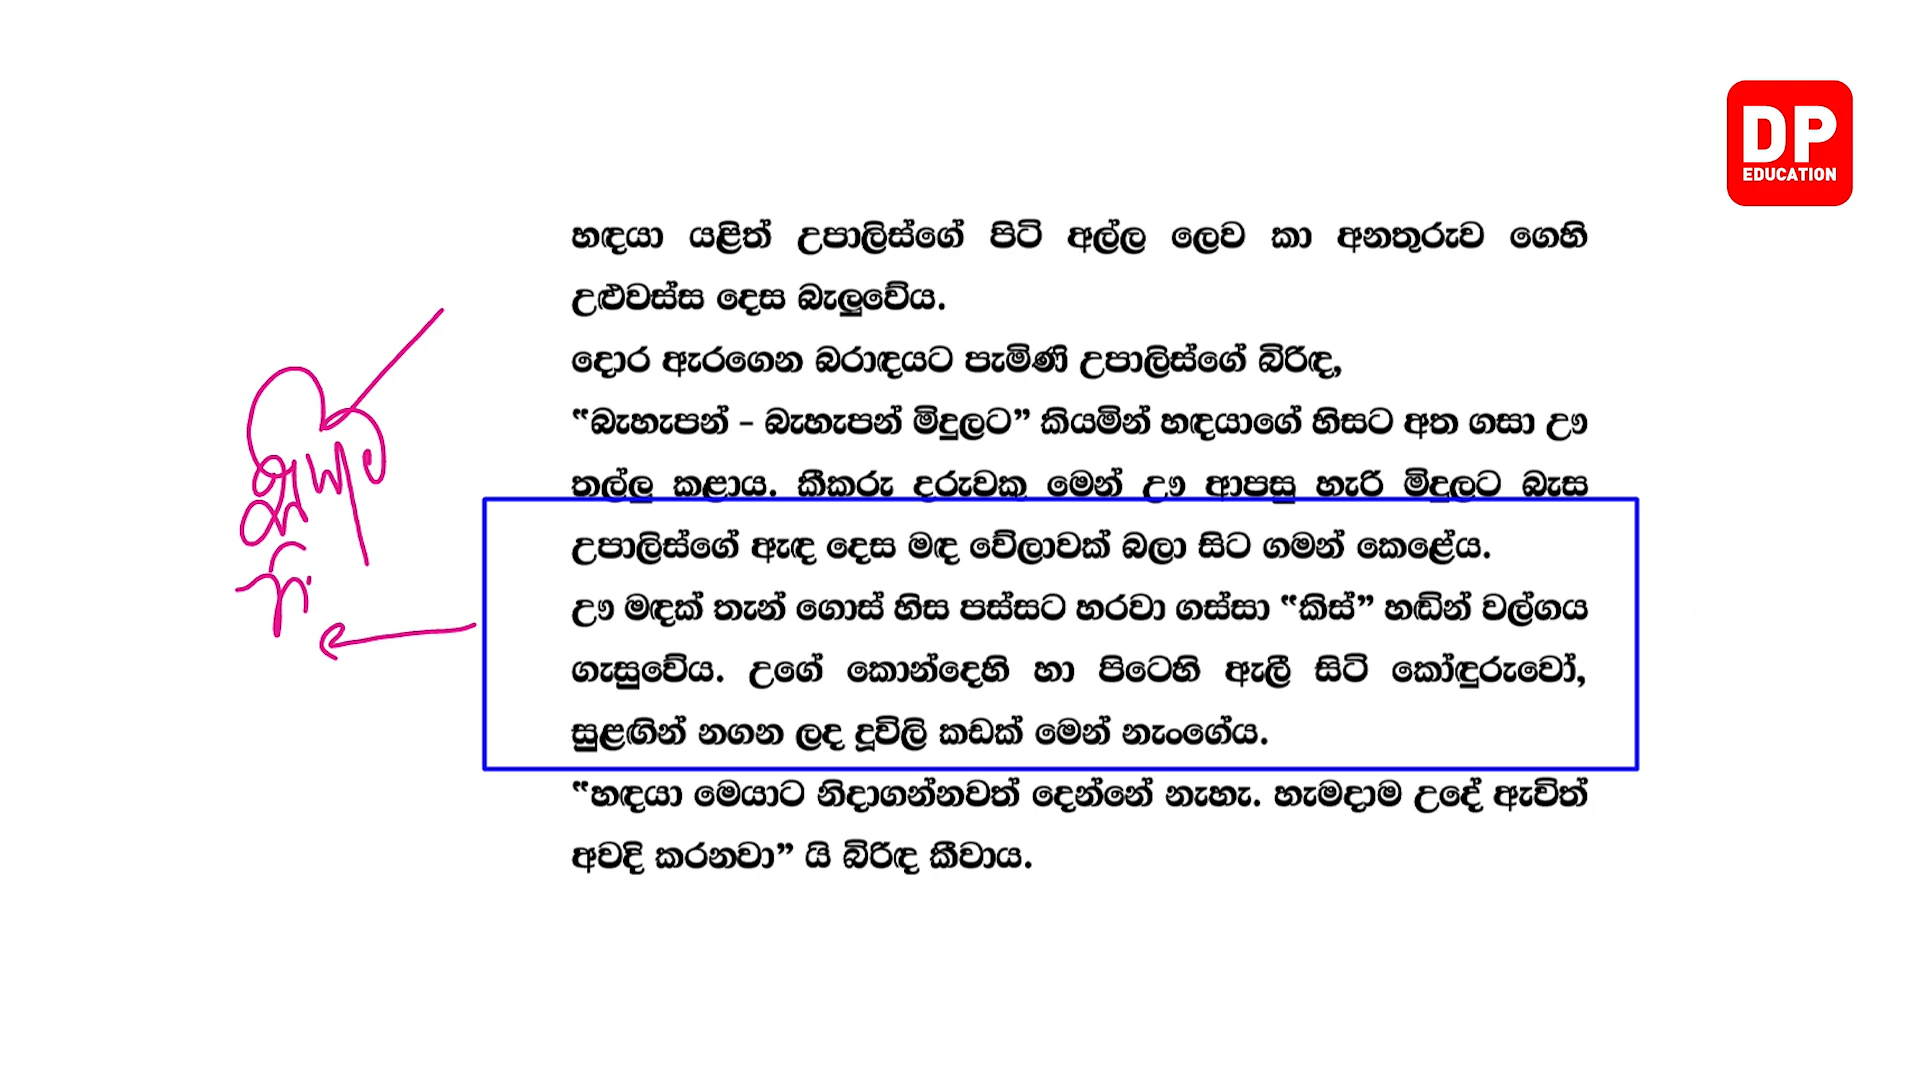 DP
EDUCATION
හඳයා යළිත් උපාලිස්ගේ පිටි අල්ල ලෙව කා අනතුරුව ගෙහි
උළුවස්ස දෙස බැලුවේය.
දොර ඇරගෙන බරාඳයට පැමිණි උපාලිස්ගේ බිරිඳ,
“බැහැපන් - බැහැපන් මිදුලට” කියමින් හඳයාගේ හිසට අත ගසා ඌ
තල්ලු කළාය. කීකරු දරුවකු මෙන් ඌ ආපසු හැරී මිදුලට බැස
උපාලිස්ගේ ඇඳ දෙස මඳ වේලාවක් බලා සිට ගමන් කෙළේය.
ඌ මඳක් තැන් ගොස් හිස පස්සට හරවා ගස්සා “කිස්” හඬින් වල්ගය
ගැසුවේය. උගේ කොන්දෙහි හා පිටෙහි ඇලී සිටි කෝඳුරුවෝ,
සුළඟින් නගන ලද දූවිලි කඩක් මෙන් නැංගේය.
“හඳයා මෙයාට නිදාගන්නවත් දෙන්නේ නැහැ. හැමදාම උදේ ඇවිත්
අවදි කරනවා” යි බිරිඳ කීවාය.